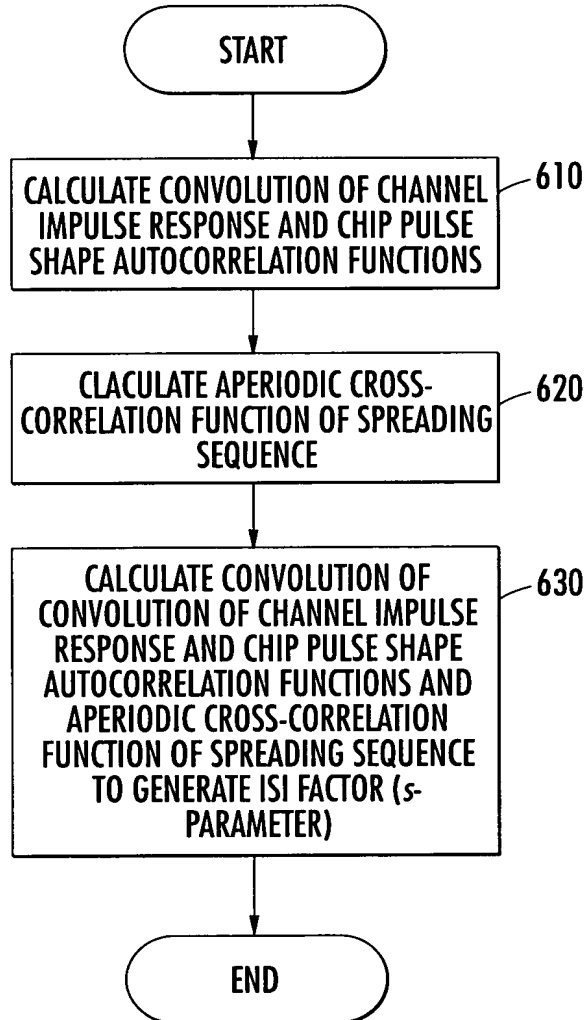 START
610
CALCULATE CONVOLUTION OF CHANNEL
IMPULSE RESPONSE AND CHIP PULSE
SHAPE AUTOCORRELATION FUNCTIONS
620
CLACULATE APERIODIC CROSS-
CORRELATION FUNCTION OF SPREADING
SEQUENCE
630
CALCULATE CONVOLUTION OF
CONVOLUTION OF CHANNEL IMPULSE
RESPONSE AND CHIP PULSE SHAPE
AUTOCORRELATION FUNCTIONS AND
APERIODIC CROSS-CORRELATION
FUNCTION OF SPREADING SEQUENCE
TO GENERATE ISI FACTOR (s-
PARAMETER)
END